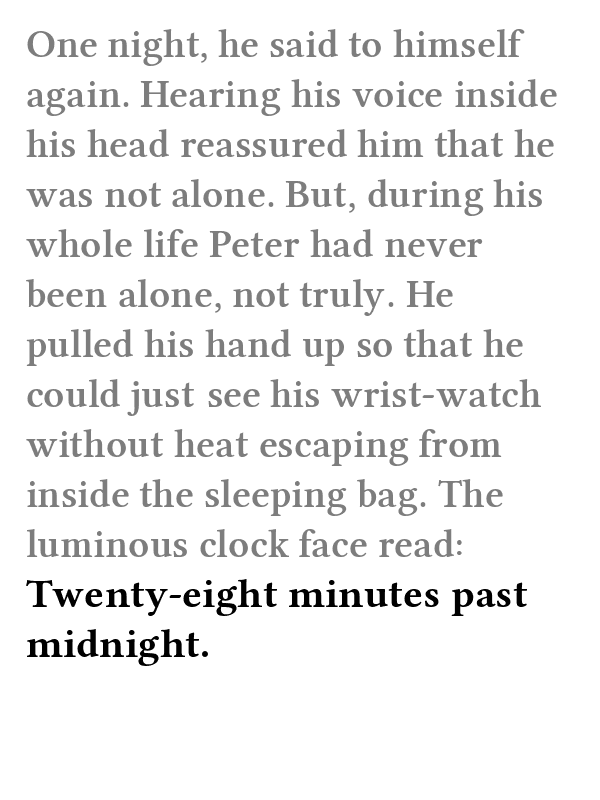 One night, he said to himself
again. Hearing his voice inside
his head reassured him that he
was not alone. But, during his
whole life Peter had never
been alone, not truly. He
pulled his hand up so that he
could just see his wrist-watch
without heat escaping from
inside the sleeping bag. The
luminous clock face read:
Twenty-eight minutes past
midnight.